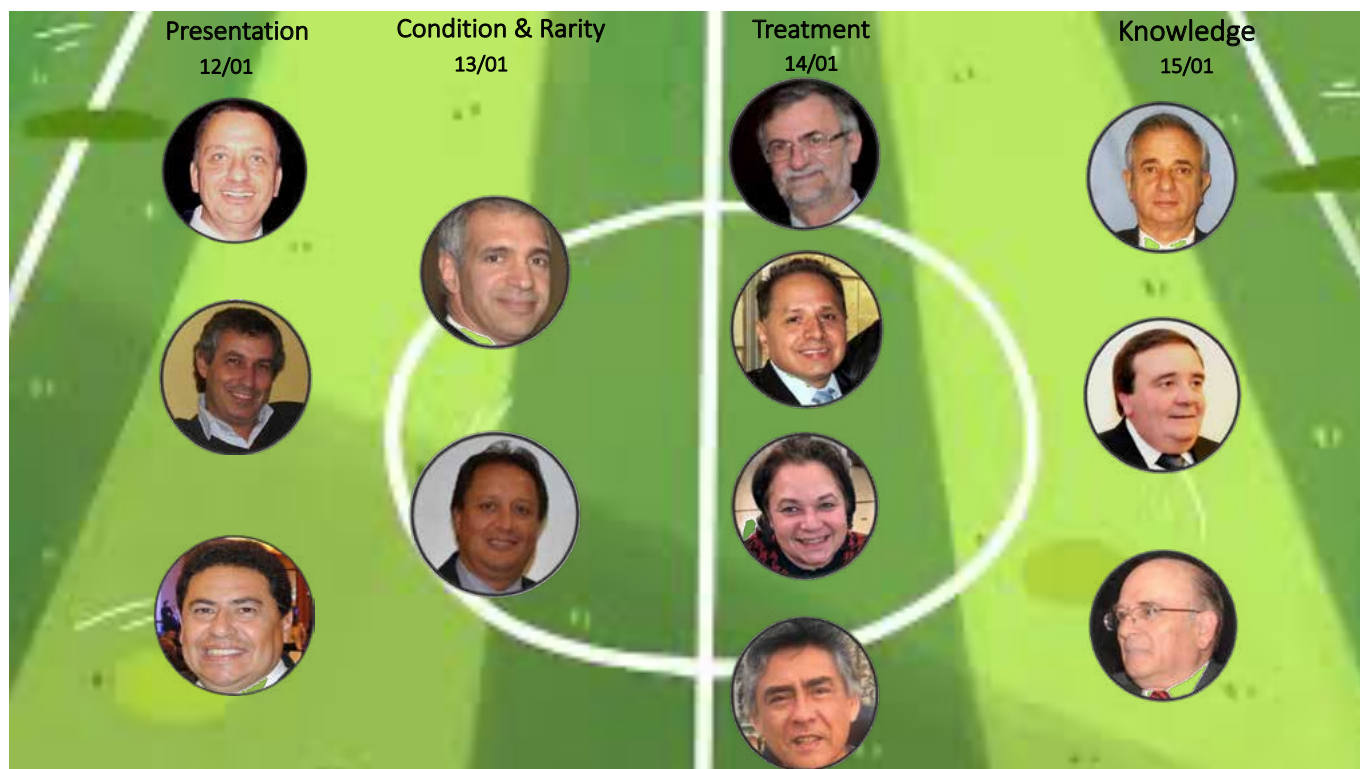 Presentation
12/01
Condition & Rarity
13/01
Treatment
14/01
Knowledge
15/01